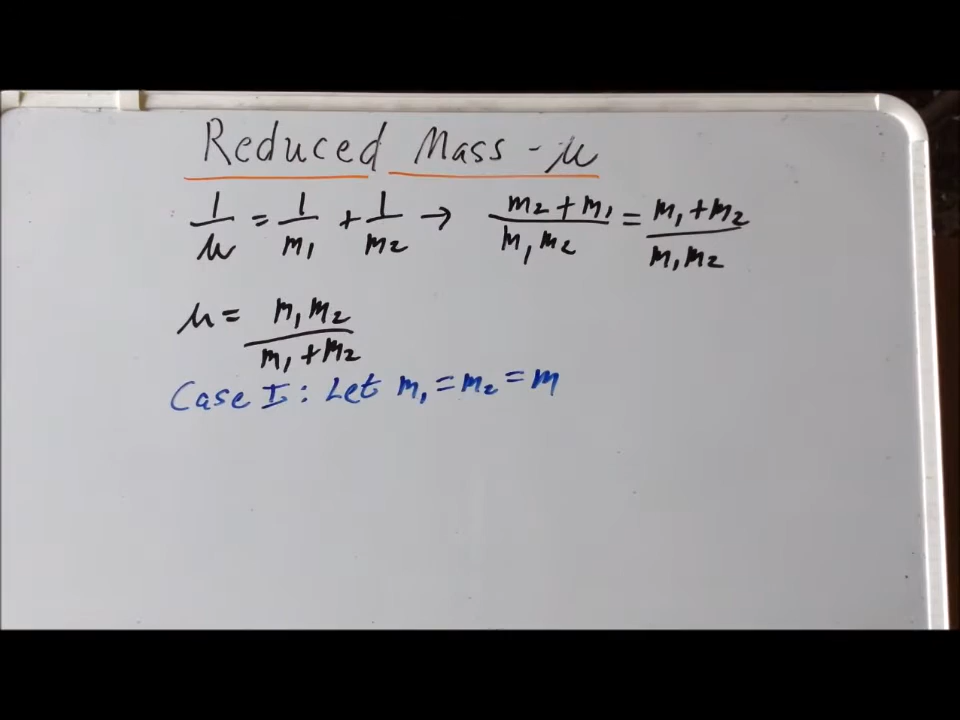 Reduced Mass - μ
1/μ = 1/m₁ + 1/m₂ → (m₂ + m₁)/(m₁m₂) = (m₁ + m₂)/(m₁m₂)
μ = m₁m₂/(m₁ + m₂)
Case I: Let m₁ = m₂ = m